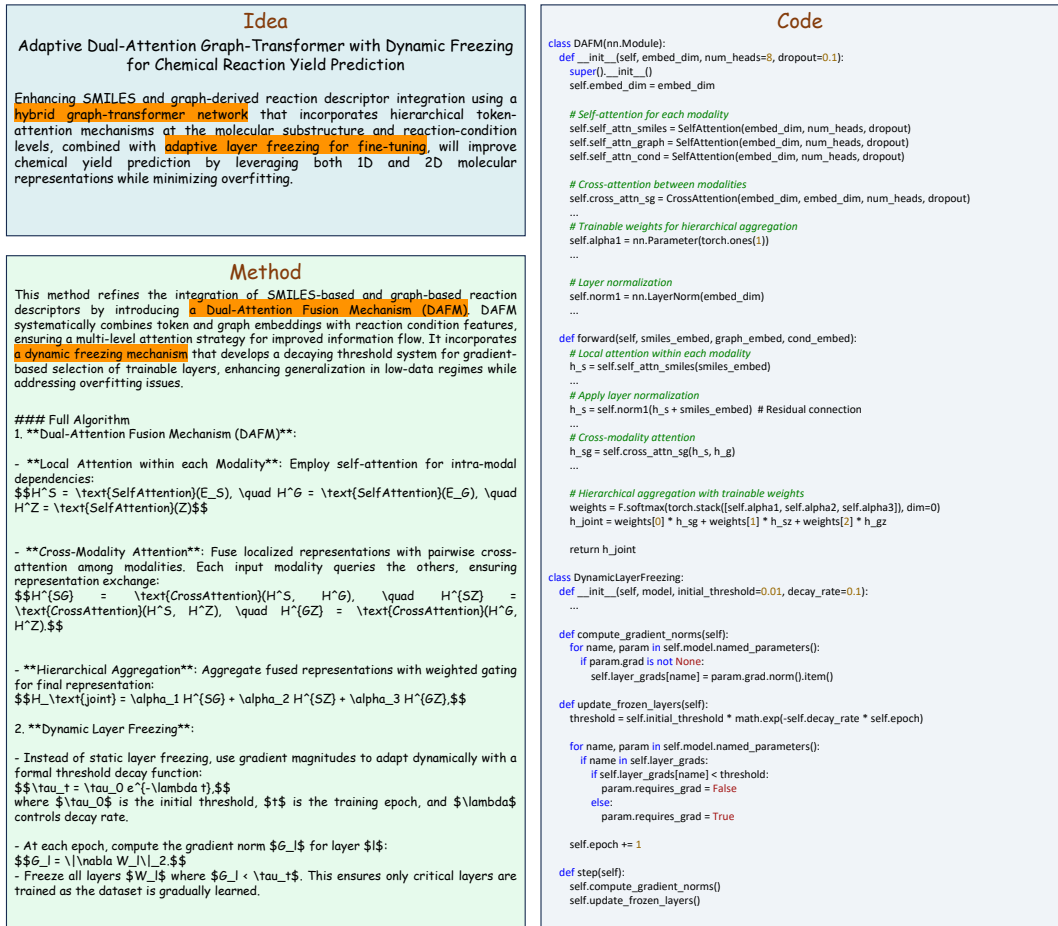 Idea
Adaptive Dual-Attention Graph-Transformer with Dynamic Freezing
for Chemical Reaction Yield Prediction
Enhancing SMILES and graph-derived reaction descriptor integration using a
hybrid graph-transformer network that incorporates hierarchical token-
attention mechanisms at the molecular substructure and reaction-condition
levels, combined with adaptive layer freezing for fine-tuning, will improve
chemical yield prediction by leveraging both 1D and 2D molecular
representations while minimizing overfitting.
Method
This method refines the integration of SMILES-based and graph-based reaction
descriptors by introducing a Dual-Attention Fusion Mechanism (DAFM). DAFM
systematically combines token and graph embeddings with reaction condition features,
ensuring a multi-level attention strategy for improved information flow. It incorporates
a dynamic freezing mechanism that develops a decaying threshold system for gradient-
based selection of trainable layers, enhancing generalization in low-data regimes while
addressing overfitting issues.
### Full Algorithm
1. **Dual-Attention Fusion Mechanism (DAFM)**:
- **Local Attention within each Modality**: Employ self-attention for intra-modal
dependencies:
$$H^S = \text{SelfAttention}(E_S), \quad H^G = \text{SelfAttention}(E_G), \quad
H^Z = \text{SelfAttention}(Z)$$
- **Cross-Modality Attention**: Fuse localized representations with pairwise cross-
attention among modalities. Each input modality queries the others, ensuring
representation exchange:
$$H^{SG} = \text{CrossAttention}(H^S, H^G), \quad H^{SZ} =
\text{CrossAttention}(H^S, H^Z), \quad H^{GZ} = \text{CrossAttention}(H^G,
H^Z).$$
- **Hierarchical Aggregation**: Aggregate fused representations with weighted gating
for final representation:
$$H_\text{joint} = \alpha_1 H^{SG} + \alpha_2 H^{SZ} + \alpha_3 H^{GZ},$$
2. **Dynamic Layer Freezing**:
- Instead of static layer freezing, use gradient magnitudes to adapt dynamically with a
formal threshold decay function:
$$\tau_t = \tau_0 e^{-\lambda t},$$
where $\tau_0$ is the initial threshold, $t$ is the training epoch, and $\lambda$
controls decay rate.
- At each epoch, compute the gradient norm $G_l$ for layer $l$:
$$G_l = \|\nabla W_l\|_2.$$
- Freeze all layers $W_l$ where $G_l < \tau_t$. This ensures only critical layers are
trained as the dataset is gradually learned.
Code
class DAFM(nn.Module):
def __init__(self, embed_dim, num_heads=8, dropout=0.1):
super().__init__()
self.embed_dim = embed_dim
# Self-attention for each modality
self.self_attn_smiles = SelfAttention(embed_dim, num_heads, dropout)
self.self_attn_graph = SelfAttention(embed_dim, num_heads, dropout)
self.self_attn_cond = SelfAttention(embed_dim, num_heads, dropout)
# Cross-attention between modalities
self.cross_attn_sg = CrossAttention(embed_dim, embed_dim, num_heads, dropout)
...
# Trainable weights for hierarchical aggregation
self.alpha1 = nn.Parameter(torch.ones(1))
...
# Layer normalization
self.norm1 = nn.LayerNorm(embed_dim)
...
def forward(self, smiles_embed, graph_embed, cond_embed):
# Local attention within each modality
h_s = self.self_attn_smiles(smiles_embed)
...
# Apply layer normalization
h_s = self.norm1(h_s + smiles_embed) # Residual connection
...
# Cross-modality attention
h_sg = self.cross_attn_sg(h_s, h_g)
...
# Hierarchical aggregation with trainable weights
weights = F.softmax(torch.stack([self.alpha1, self.alpha2, self.alpha3]), dim=0)
h_joint = weights[0] * h_sg + weights[1] * h_sz + weights[2] * h_gz
return h_joint
class DynamicLayerFreezing:
def __init__(self, model, initial_threshold=0.01, decay_rate=0.1):
...
def compute_gradient_norms(self):
for name, param in self.model.named_parameters():
if param.grad is not None:
self.layer_grads[name] = param.grad.norm().item()
def update_frozen_layers(self):
threshold = self.initial_threshold * math.exp(-self.decay_rate * self.epoch)
for name, param in self.model.named_parameters():
if name in self.layer_grads:
if self.layer_grads[name] < threshold:
param.requires_grad = False
else:
param.requires_grad = True
self.epoch += 1
def step(self):
self.compute_gradient_norms()
self.update_frozen_layers()